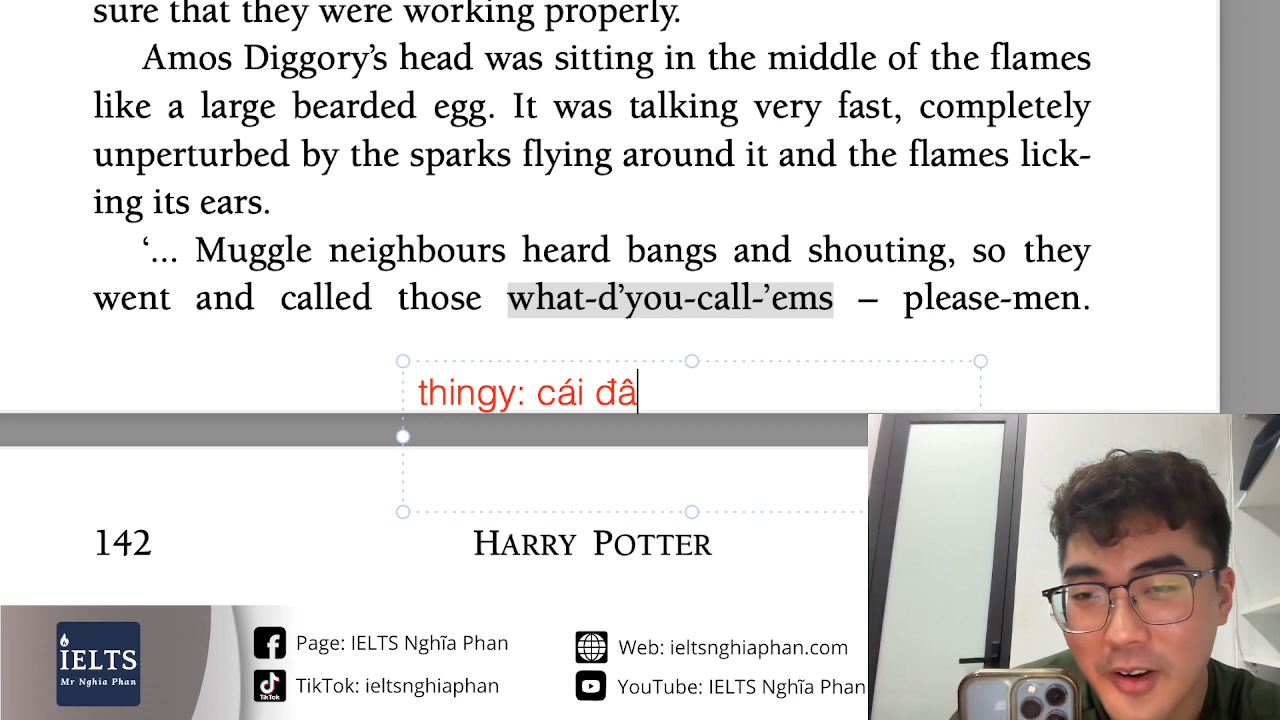 sure that they were working properly.
Amos Diggory’s head was sitting in the middle of the flames
like a large bearded egg. It was talking very fast, completely
unperturbed by the sparks flying around it and the flames lick-
ing its ears.
‘... Muggle neighbours heard bangs and shouting, so they
went and called those what-d’you-call-’ems – please-men.
thingy: cái đâ
142
HARRY POTTER
IELTS
Mr Nghia Phan
Page: IELTS Nghĩa Phan
TikTok
TikTok: ieltsnghiaphan
Web: ieltsnghiaphan.com
YouTube: IELTS Nghĩa Phan